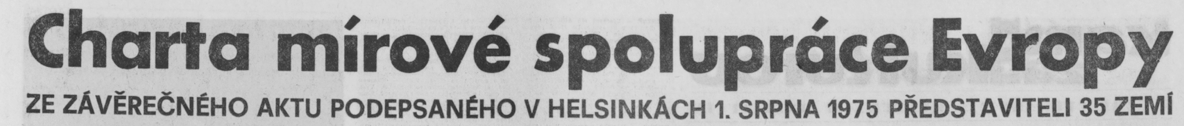 Charta mírové spolupráce Evropy
ZE ZÁVĚREČNÉHO AKTU PODEPSANÉHO V HELSINKÁCH 1. SRPNA 1975 PŘEDSTAVITELI 35 ZEMÍ